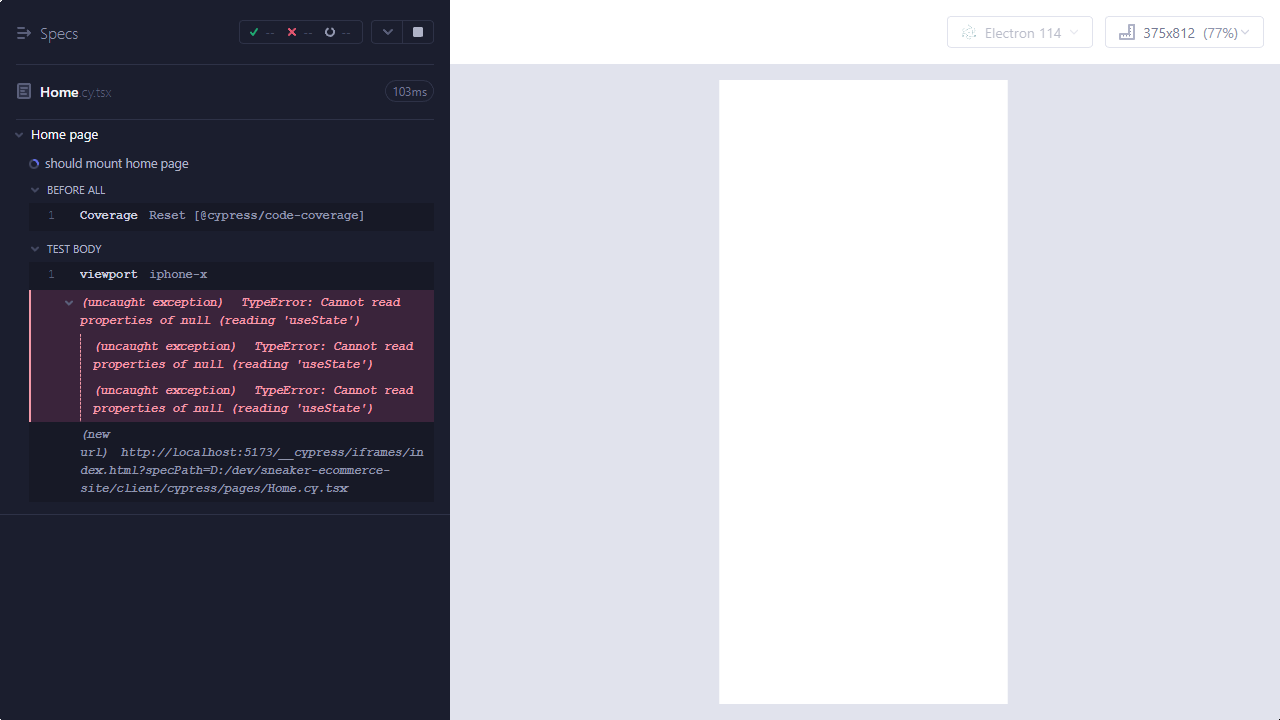 Specs
-- -- --
Home.cy.tsx
103ms
Home page
should mount home page
BEFORE ALL
1 Coverage Reset [@cypress/code-coverage]
TEST BODY
1 viewport iphone-x
(uncaught exception) TypeError: Cannot read
properties of null (reading 'useState')
(uncaught exception) TypeError: Cannot read
properties of null (reading 'useState')
(uncaught exception) TypeError: Cannot read
properties of null (reading 'useState')
(new
url) http://localhost:5173/__cypress/iframes/in
dex.html?specPath=D:/dev/sneaker-ecommerce-
site/client/cypress/pages/Home.cy.tsx
Electron 114
375x812 (77%)